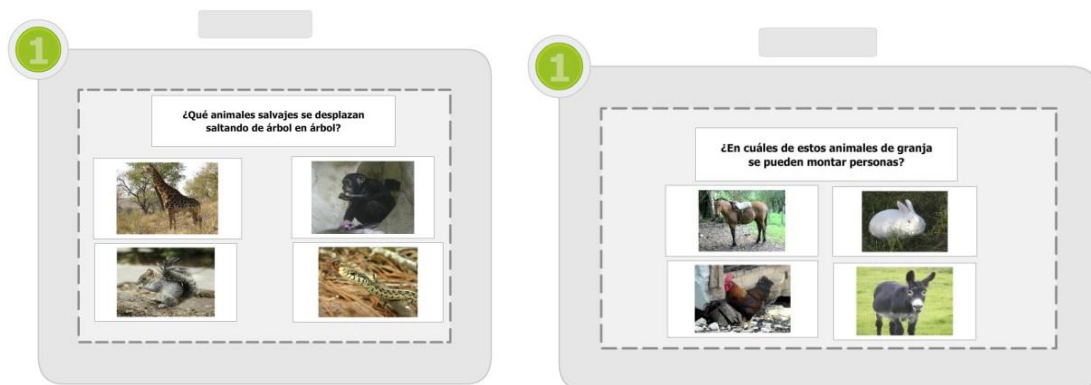 1
¿Qué animales salvajes se desplazan
saltando de árbol en árbol?
1
¿En cuáles de estos animales de granja
se pueden montar personas?